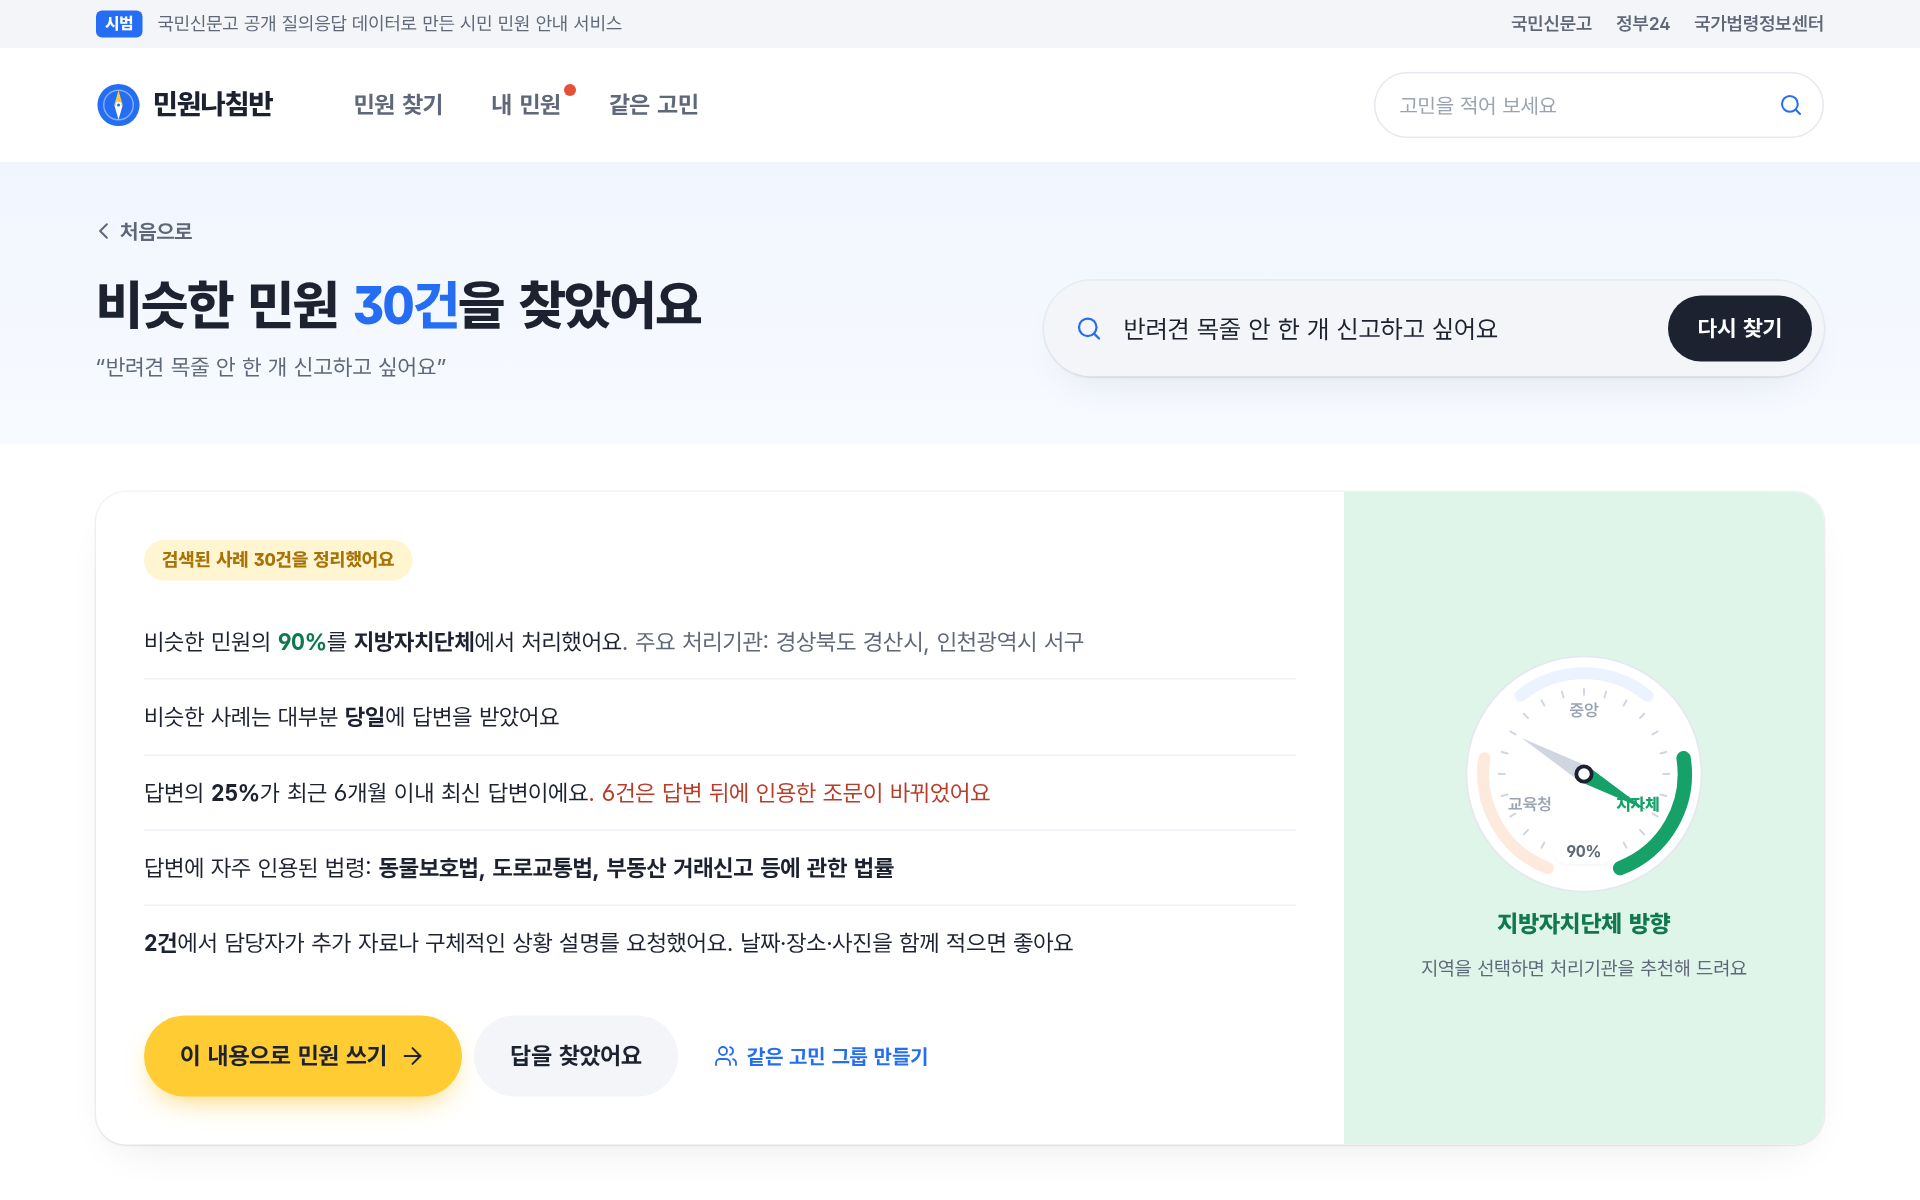 시범 국민신문고 공개 질의응답 데이터로 만든 시민 민원 안내 서비스
국민신문고 정부24 국가법령정보센터
민원나침반 민원 찾기 내 민원 같은 고민
고민을 적어 보세요
처음으로
비슷한 민원 30건을 찾았어요
“반려견 목줄 안 한 개 신고하고 싶어요”
반려견 목줄 안 한 개 신고하고 싶어요 다시 찾기
검색된 사례 30건을 정리했어요
비슷한 민원의 90%를 지방자치단체에서 처리했어요. 주요 처리기관: 경상북도 경산시, 인천광역시 서구
비슷한 사례는 대부분 당일에 답변을 받았어요
답변의 25%가 최근 6개월 이내 최신 답변이에요. 6건은 답변 뒤에 인용한 조문이 바뀌었어요
답변에 자주 인용된 법령: 동물보호법, 도로교통법, 부동산 거래신고 등에 관한 법률
2건에서 담당자가 추가 자료나 구체적인 상황 설명를 요청했어요. 날짜·장소·사진을 함께 적으면 좋아요
이 내용으로 민원 쓰기 답을 찾았어요 같은 고민 그룹 만들기
중앙
교육청 지자체
90%
지방자치단체 방향
지역을 선택하면 처리기관을 추천해 드려요